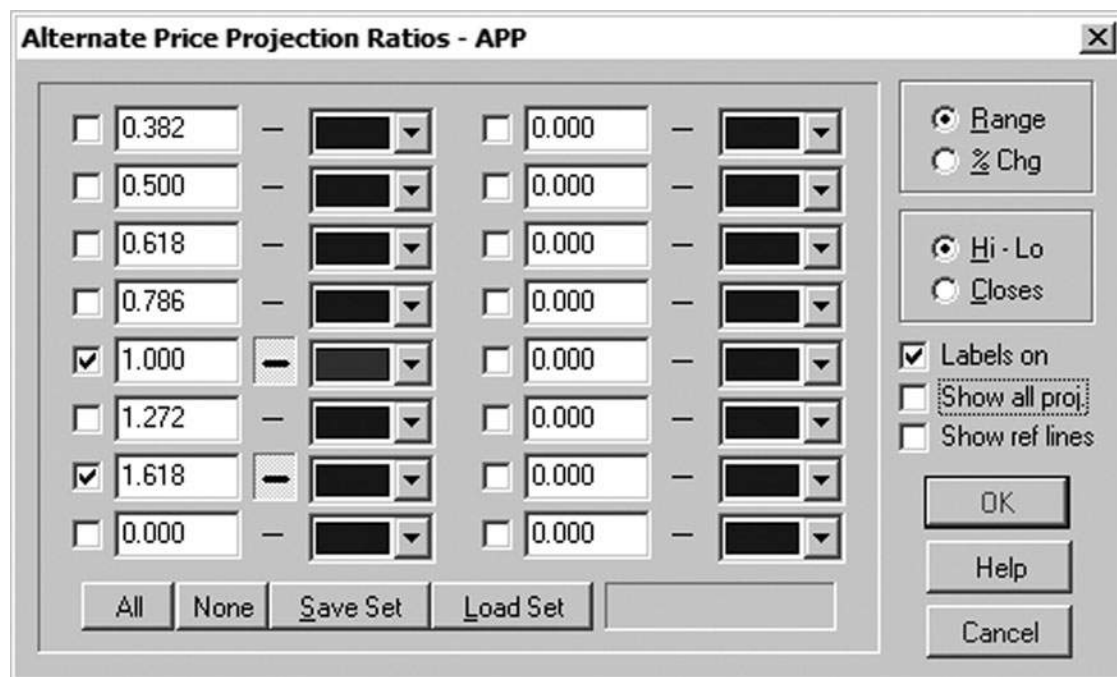 Alternate Price Projection Ratios - APP
0.382 0.000
0.500 0.000
0.618 0.000
0.786 0.000
1.000 0.000
1.272 0.000
1.618 0.000
0.000 0.000
All None Save Set Load Set
Range
% Chg
Hi - Lo
Closes
Labels on
Show all proj.
Show ref lines
OK
Help
Cancel